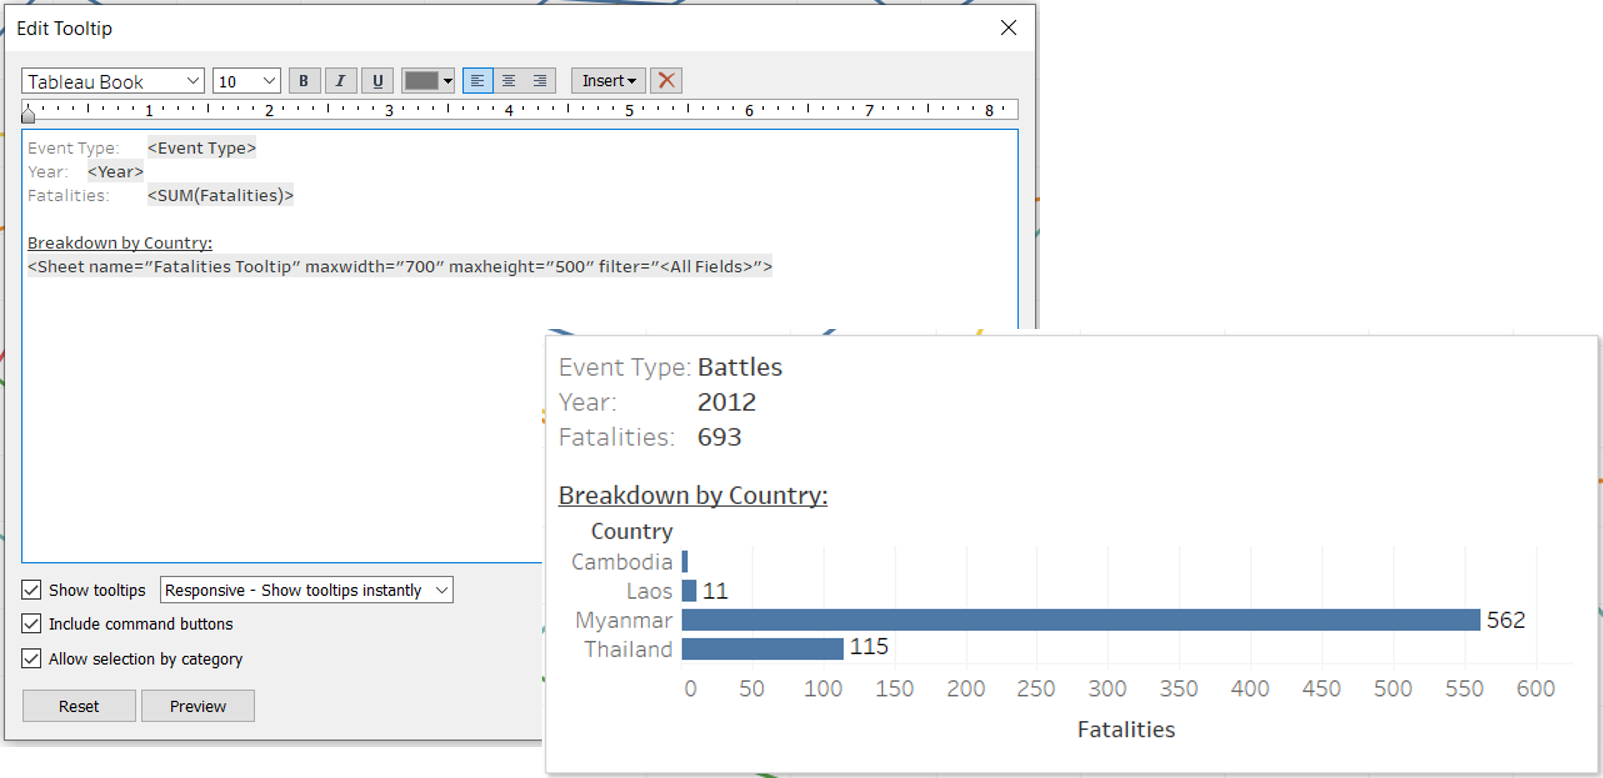 Edit Tooltip
Tableau Book 10 B I U Insert
1 2 3 4 5 6 7 8
Event Type: <Event Type>
Year: <Year>
Fatalities: <SUM(Fatalities)>
Breakdown by Country:
<Sheet name="Fatalities Tooltip" maxwidth="700" maxheight="500" filter="<All Fields>">
Show tooltips Responsive - Show tooltips instantly
Include command buttons
Allow selection by category
Reset Preview
Event Type: Battles
Year: 2012
Fatalities: 693
Breakdown by Country:
Country
Cambodia
Laos 11
Myanmar 562
Thailand 115
0 50 100 150 200 250 300 350 400 450 500 550 600
Fatalities